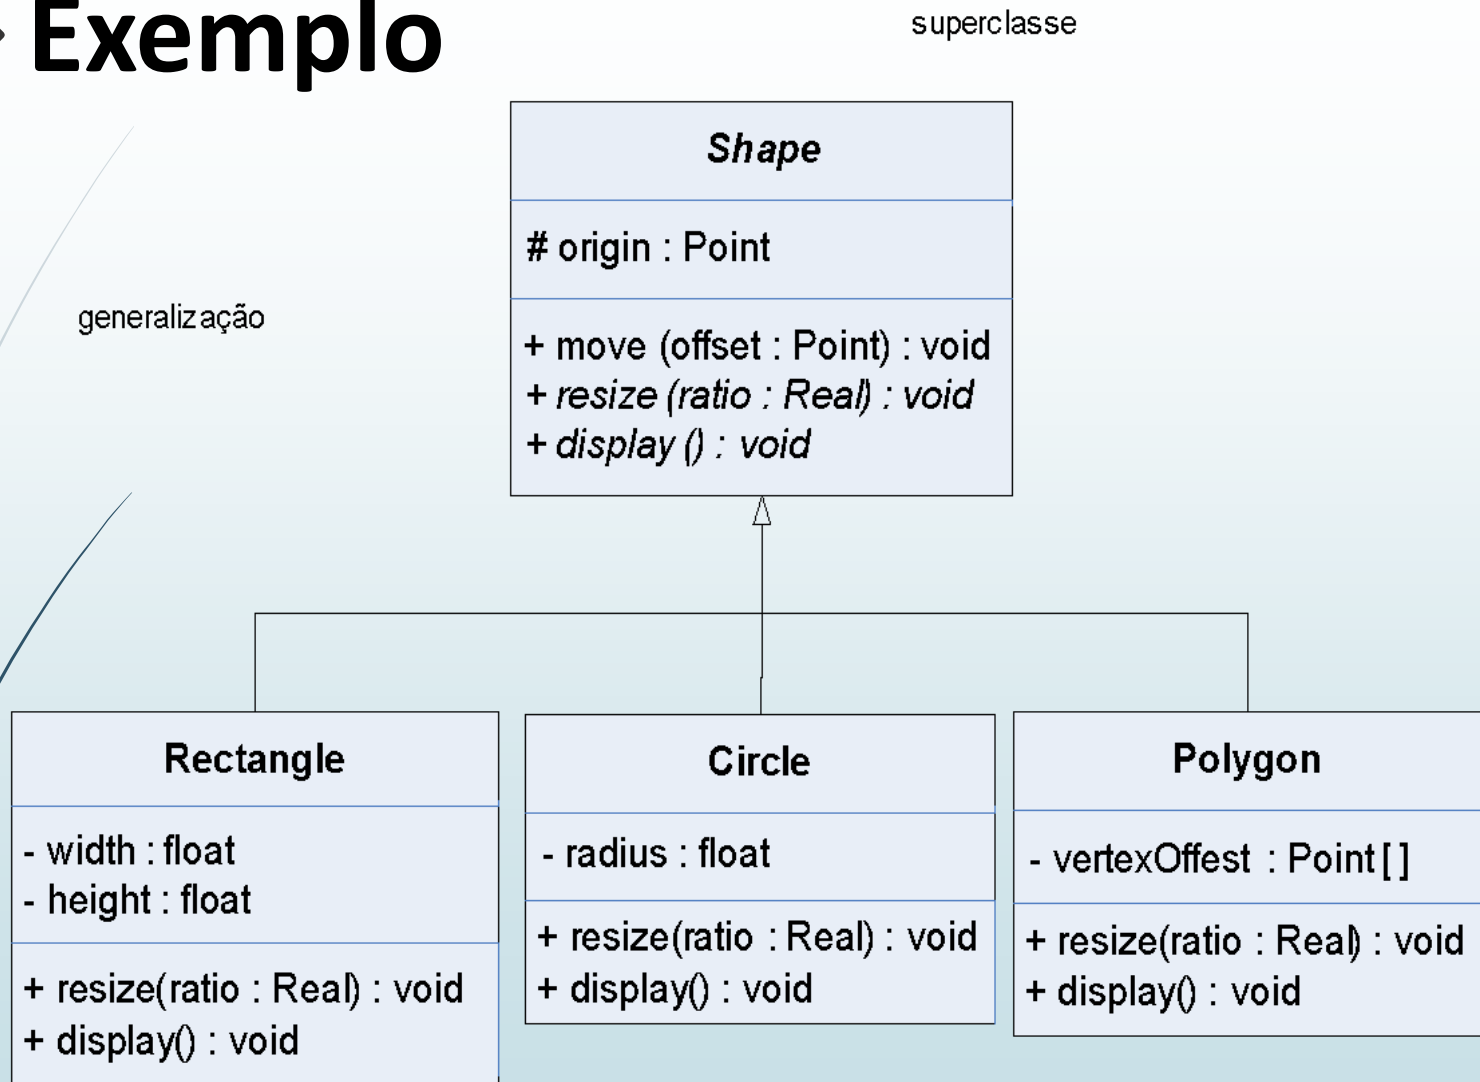 Exemplo
superclasse
Shape
# origin : Point
generalização
+ move (offset : Point) : void
+ resize (ratio : Real) : void
+ display () : void
Rectangle
- width : float
- height : float
+ resize(ratio : Real) : void
+ display() : void
Circle
- radius : float
+ resize(ratio : Real) : void
+ display() : void
Polygon
- vertexOffest : Point[]
+ resize(ratio : Real) : void
+ display() : void